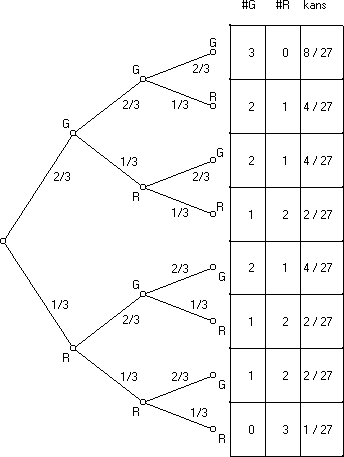 #G #R kans
G
3 0 8 / 27
G 2/3
2/3 1/3 R
2 1 4 / 27
G
1/3 G
2 1 4 / 27
2/3 2/3
R
1/3 R
1 2 2 / 27
2/3 G
2 1 4 / 27
G
1/3 1/3
2/3 R
1 2 2 / 27
R
1/3 2/3 G
1 2 2 / 27
R
1/3 R
0 3 1 / 27